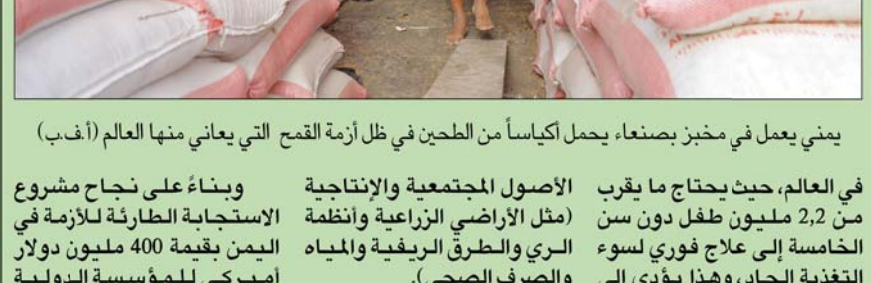 يمني يعمل في مخبز بصنعاء يحمل أكياساً من الطحين في ظل أزمة القمح التي يعاني منها العالم (أ.ف.ب)
في العالم، حيث يحتاج ما يقرب
من 2,2 مليون طفل دون سن
الخامسة إلى علاج فوري لسوء
التغذية الحاد، وهذا يؤدي إلى
الأصول المجتمعية والإنتاجية
(مثل الأراضي الزراعية وأنظمة
الري والطرق الريفية والمياه
والصرف الصحي).
وبناءً على نجاح مشروع
الاستجابة الطارئة للأزمة في
اليمن بقيمة 400 مليون دولار
أميركي للمؤسسة الدولية